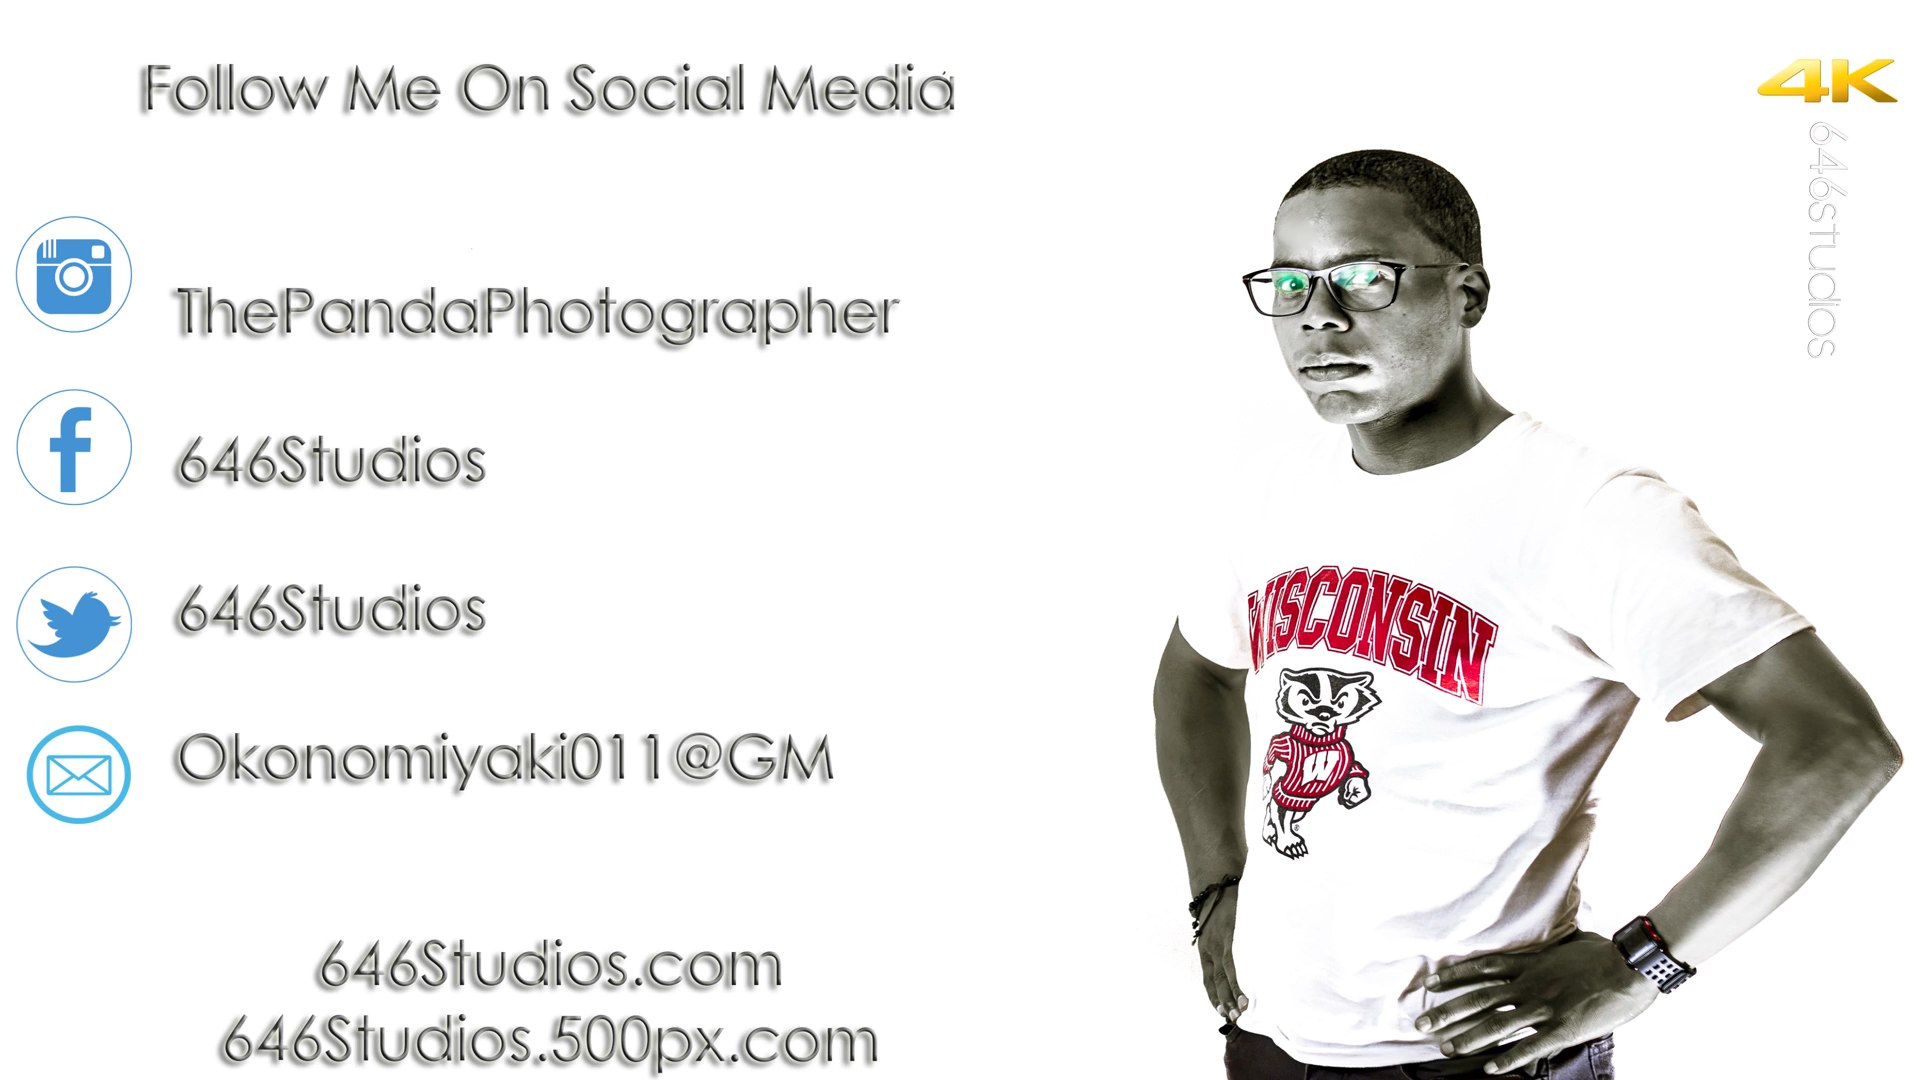 Follow Me On Social Media
4K
646studios
ThePandaPhotographer
646Studios
646Studios
Okonomiyaki011@GM
WISCONSIN
W
646Studios.com
646Studios.500px.com